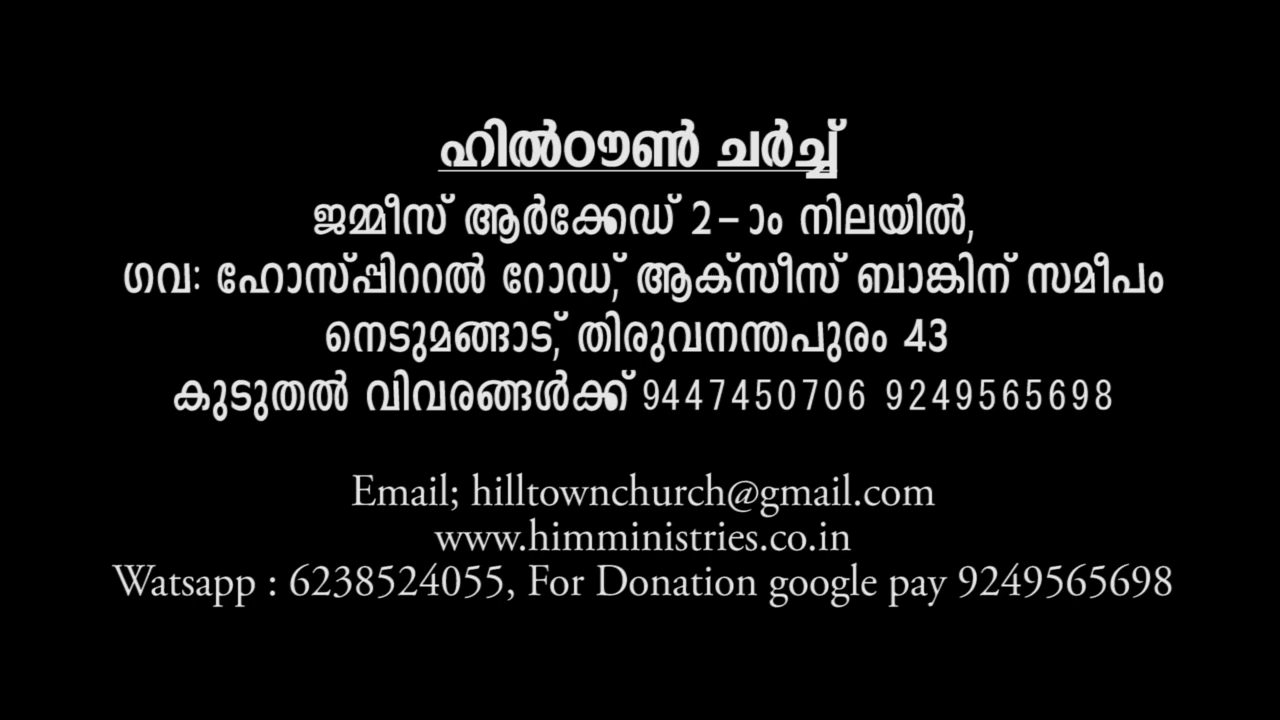 ഹിൽറൗൺ ചർച്ച്
ജമ്മീസ് ആർക്കേഡ് 2-ാം നിലയിൽ,
ഗവ: ഹോസ്പ്പിററൽ റോഡ്, ആക്സീസ് ബാങ്കിന് സമീപം
നെടുമങ്ങാട്, തിരുവനന്തപുരം 43
കുടുതൽ വിവരങ്ങൾക്ക് 9447450706 9249565698
Email; hilltownchurch@gmail.com
www.himministries.co.in
Watsapp : 6238524055, For Donation google pay 9249565698